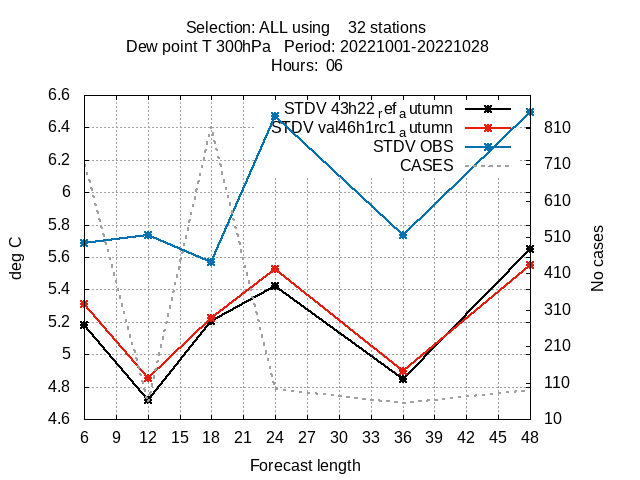 Selection: ALL using 32 stations
Dew point T 300hPa Period: 20221001-20221028
Hours: 06
STDV 43h22ᵣefₐutumn
STDV val46h1rc1ₐutumn
STDV OBS
CASES
6.6
6.4
6.2
6
5.8
5.6
5.4
5.2
5
4.8
4.6
deg C
810
710
610
510
410
310
210
110
10
No cases
6 9 12 15 18 21 24 27 30 33 36 39 42 45 48
Forecast length